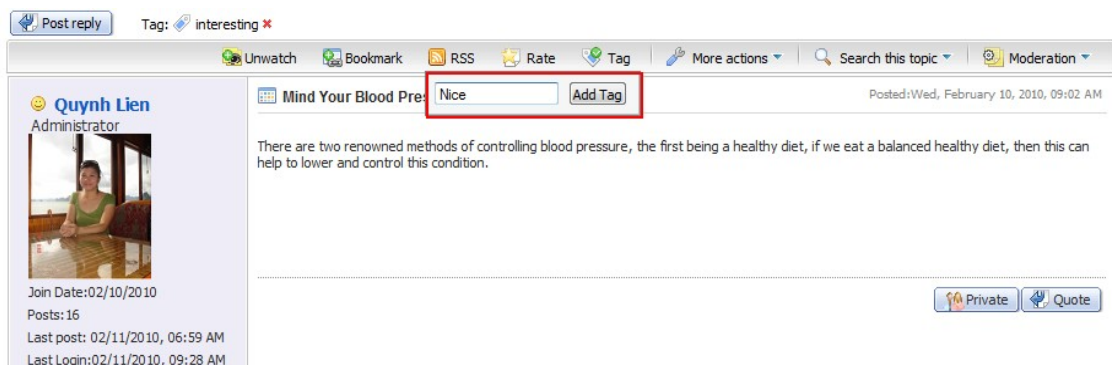 Post reply Tag: interesting
Unwatch Bookmark RSS Rate Tag More actions Search this topic Moderation
Quynh Lien
Administrator
Mind Your Blood Pres Nice Add Tag Posted:Wed, February 10, 2010, 09:02 AM
There are two renowned methods of controlling blood pressure, the first being a healthy diet, if we eat a balanced healthy diet, then this can
help to lower and control this condition.
Join Date:02/10/2010
Posts:16
Last post: 02/11/2010, 06:59 AM
Last Login:02/11/2010, 09:28 AM
Private Quote